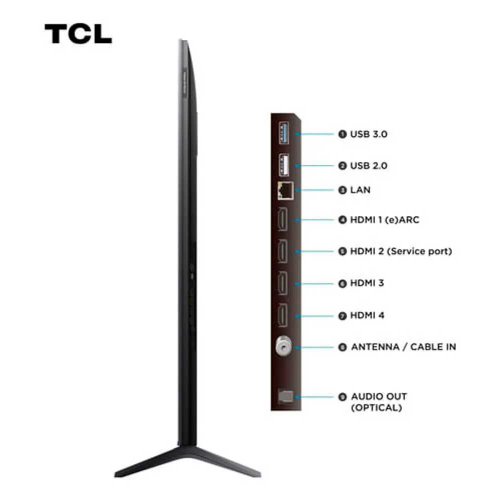 TCL
1 USB 3.0
2 USB 2.0
3 LAN
4 HDMI 1 (e)ARC
5 HDMI 2 (Service port)
6 HDMI 3
7 HDMI 4
8 ANTENNA / CABLE IN
9 AUDIO OUT
(OPTICAL)